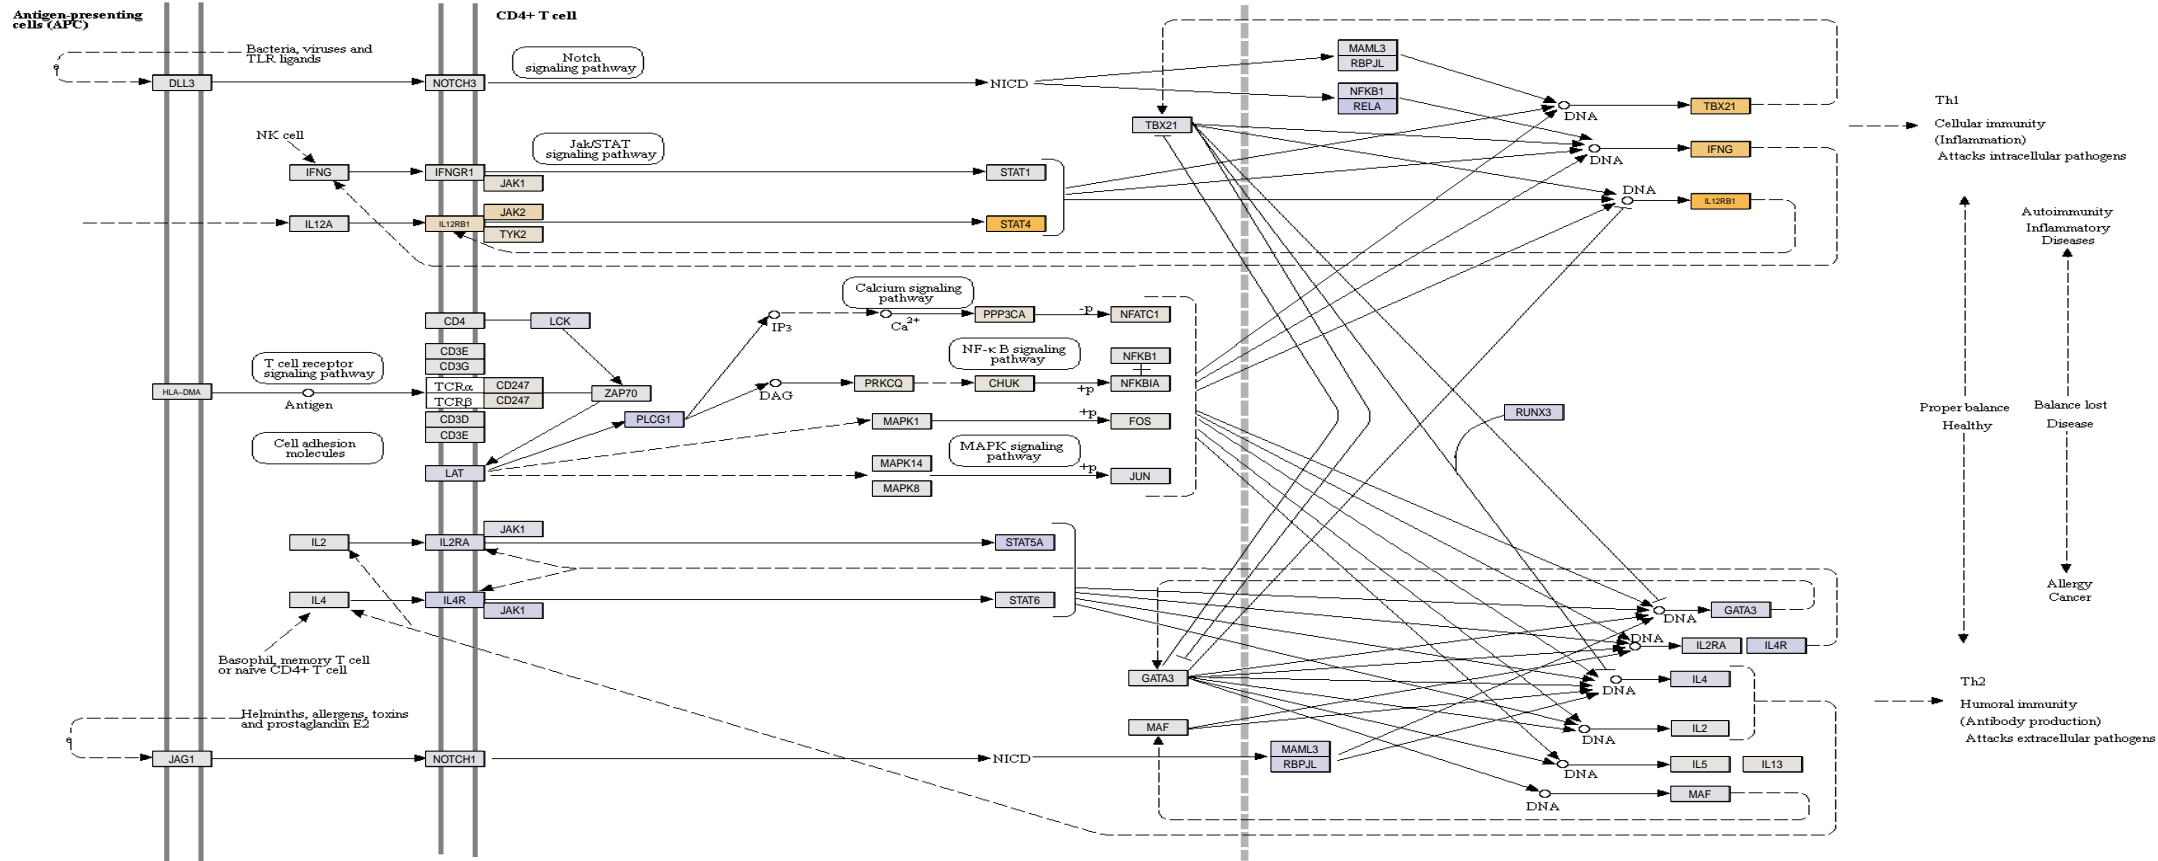 Antigen-presenting
cells (APC)
CD4+ T cell
Bacteria, viruses and
TLR ligands
Notch
signaling pathway
DLL3
NOTCH3
NICD
MAML3
RBPJL
NFKB1
RELA
DNA
TBX21
TBX21
Th1
Cellular immunity
(Inflammation)
Attacks intracellular pathogens
NK cell
Jak/STAT
signaling pathway
IFNG
IFNGR1
JAK1
STAT1
DNA
IFNG
IL12A
IL12RB1
JAK2
TYK2
STAT4
DNA
IL12RB1
Autoimmunity
Inflammatory
Diseases
Calcium signaling
pathway
CD4
LCK
IP3
Ca2+
PPP3CA
-p
NFATC1
CD3E
CD3G
T cell receptor
signaling pathway
NF-κ B signaling
pathway
NFKB1
HLA-DMA
Antigen
TCRα
CD247
TCRβ
CD247
ZAP70
DAG
PRKCQ
CHUK
+p
NFKBIA
CD3D
CD3E
PLCG1
MAPK1
+p
FOS
RUNX3
Proper balance
Healthy
Balance lost
Disease
Cell adhesion
molecules
MAPK signaling
pathway
LAT
MAPK14
MAPK8
+p
JUN
IL2
IL2RA
JAK1
STAT5A
IL4
IL4R
JAK1
STAT6
Allergy
Cancer
DNA
GATA3
DNA
IL2RA
IL4R
Basophil, memory T cell
or naive CD4+ T cell
GATA3
DNA
IL4
Th2
Humoral immunity
(Antibody production)
Attacks extracellular pathogens
Helminths, allergens, toxins
and prostaglandin E2
MAF
DNA
IL2
JAG1
NOTCH1
NICD
MAML3
RBPJL
DNA
IL5
IL13
DNA
MAF